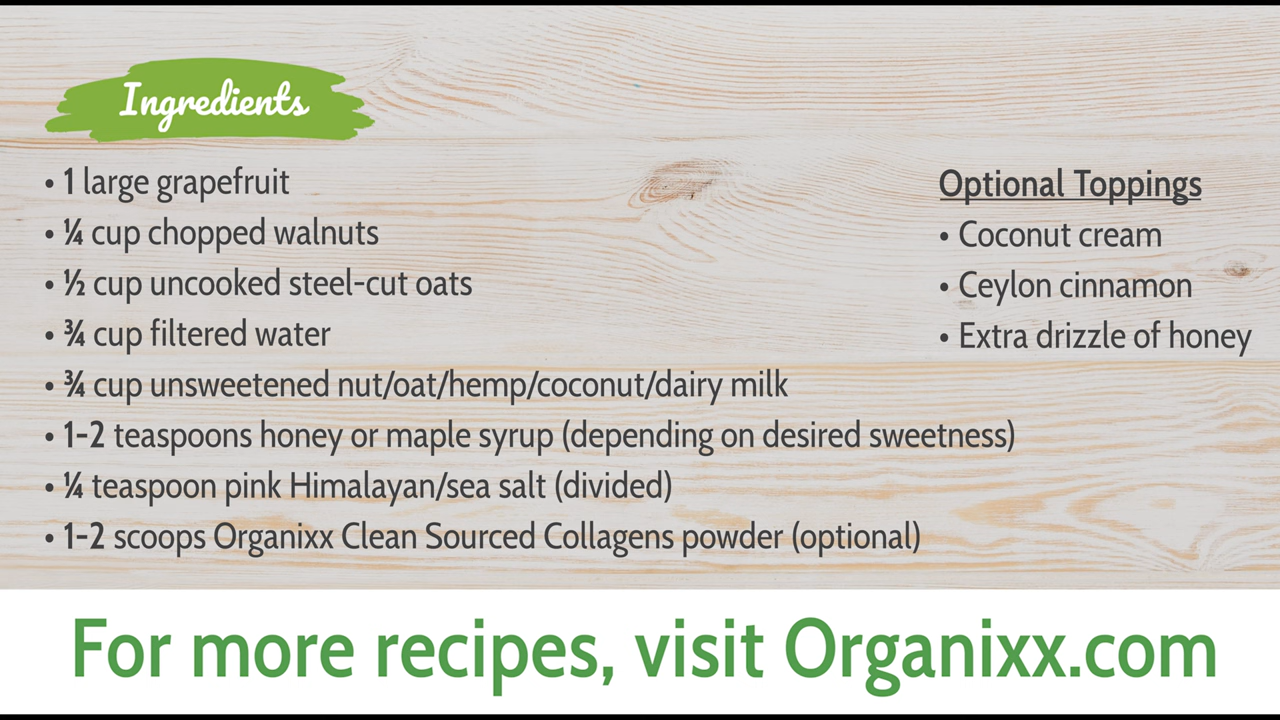 Ingredients
• 1 large grapefruit
• ¼ cup chopped walnuts
• ½ cup uncooked steel-cut oats
• ¾ cup filtered water
• ¾ cup unsweetened nut/oat/hemp/coconut/dairy milk
• 1-2 teaspoons honey or maple syrup (depending on desired sweetness)
• ¼ teaspoon pink Himalayan/sea salt (divided)
• 1-2 scoops Organixx Clean Sourced Collagens powder (optional)
Optional Toppings
• Coconut cream
• Ceylon cinnamon
• Extra drizzle of honey
For more recipes, visit Organixx.com